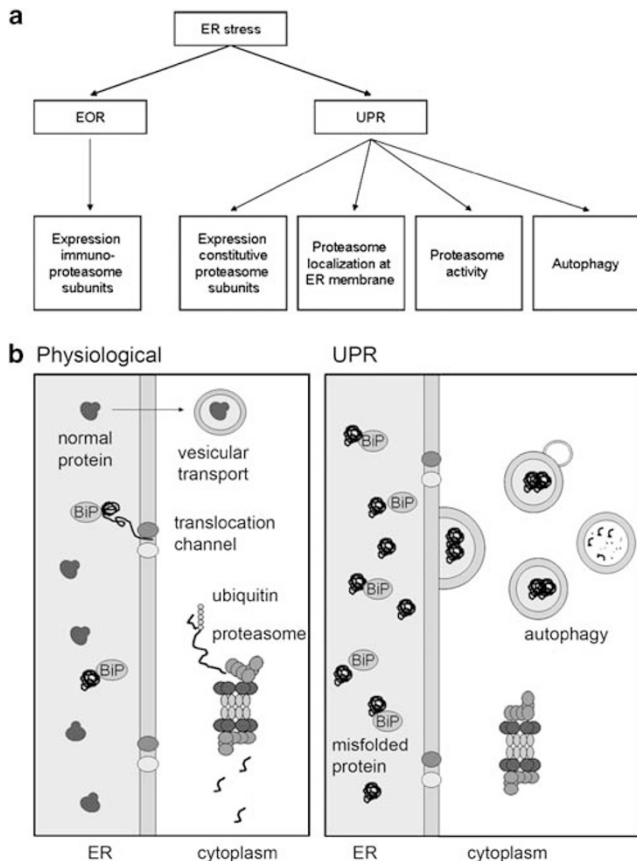 a
ER stress
EOR
UPR
Expression
immuno-
proteasome
subunits
Expression
constitutive
proteasome
subunits
Proteasome
localization at
ER membrane
Proteasome
activity
Autophagy
b
Physiological
normal
protein
vesicular
transport
BiP
translocation
channel
ubiquitin
proteasome
BiP
ER
cytoplasm
UPR
BiP
BiP
BiP
autophagy
BiP
BiP
misfolded
protein
ER
cytoplasm